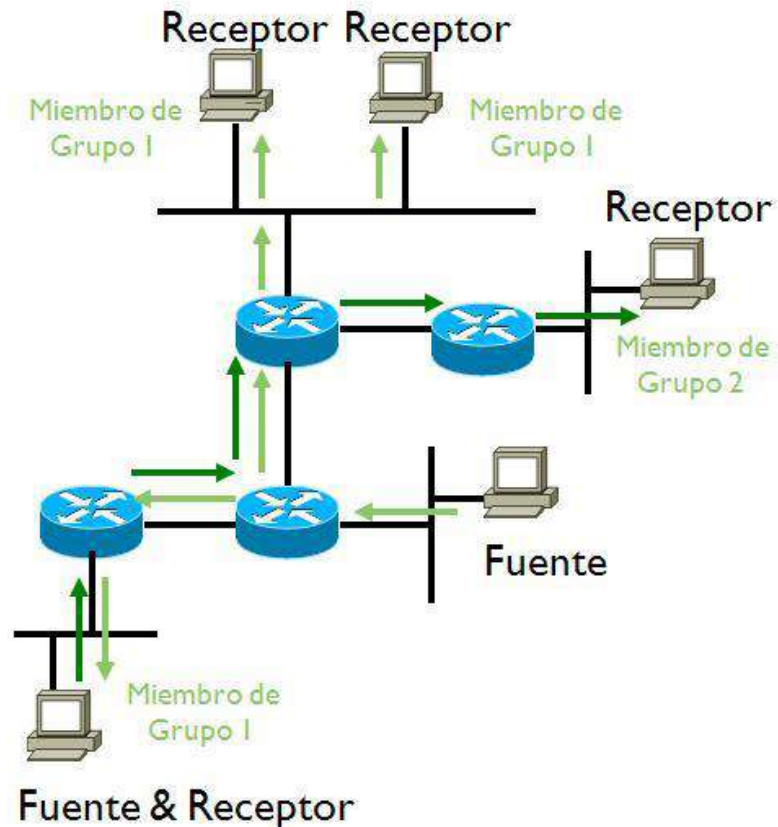 Receptor Receptor
Miembro de
Grupo 1
Miembro de
Grupo 1
Receptor
Miembro de
Grupo 2
Fuente
Miembro de
Grupo 1
Fuente & Receptor